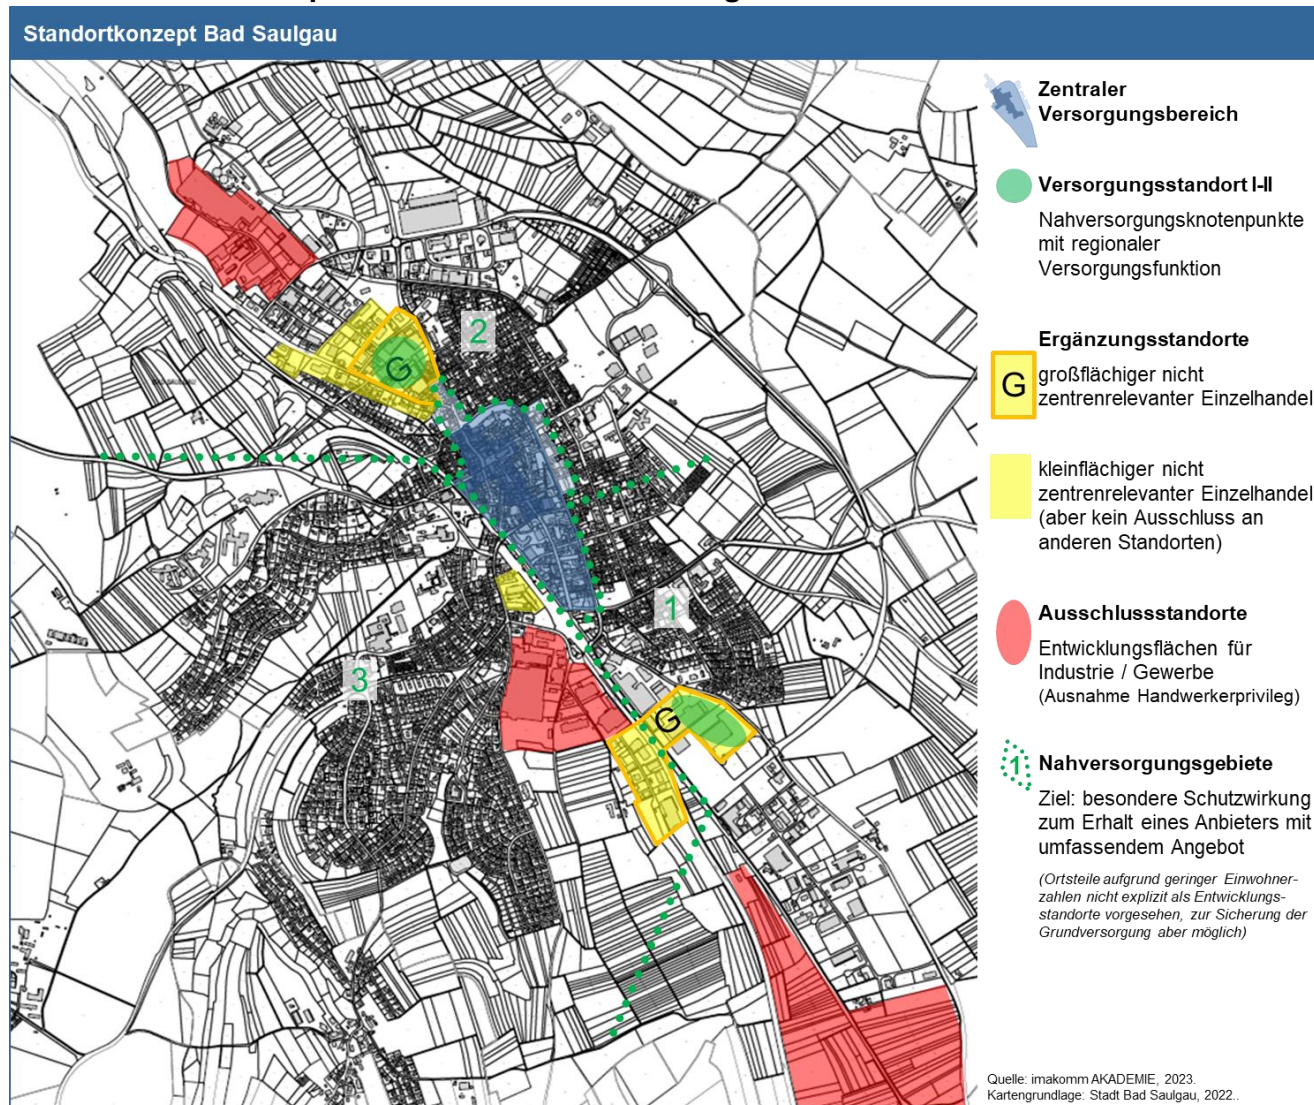 Standortkonzept Bad Saulgau
Zentraler
Versorgungsbereich
Versorgungsstandort I-II
Nahversorgungsknotenpunkte
mit regionaler
Versorgungsfunktion
Ergänzungsstandorte
G
großflächiger nicht
zentrenrelevanter Einzelhandel
kleinflächiger nicht
zentrenrelevanter Einzelhandel
(aber kein Ausschluss an
anderen Standorten)
Ausschlussstandorte
Entwicklungsflächen für
Industrie / Gewerbe
(Ausnahme Handwerkerprivileg)
1
Nahversorgungsgebiete
Ziel: besondere Schutzwirkung
zum Erhalt eines Anbieters mit
umfassendem Angebot
(Ortsteile aufgrund geringer Einwohner-
zahlen nicht explizit als Entwicklungs-
standorte vorgesehen, zur Sicherung der
Grundversorgung aber möglich)
2
G
1
3
G
Quelle: imakomm AKADEMIE, 2023.
Kartengrundlage: Stadt Bad Saulgau, 2022..